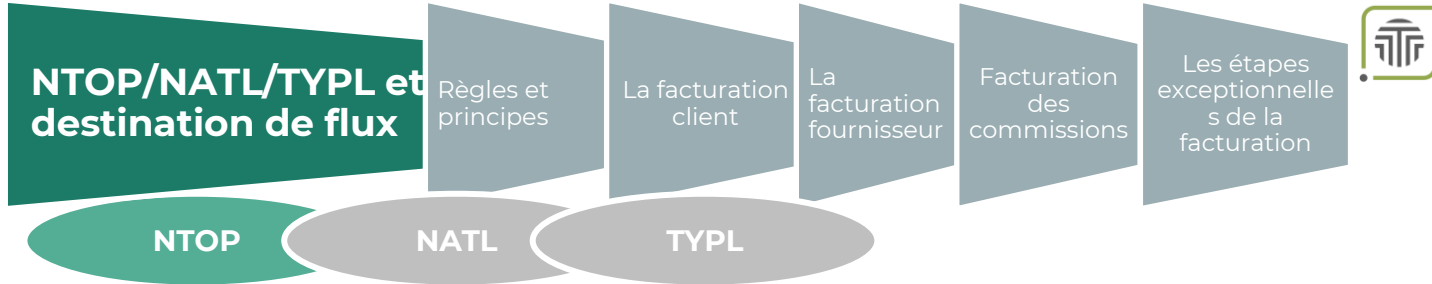 NTOP/NATL/TYPL et
destination de flux
Règles et
principes
La facturation
client
La
facturation
fournisseur
Facturation
des
commissions
Les étapes
exceptionnelle
s de la
facturation
NTOP
NATL
TYPL